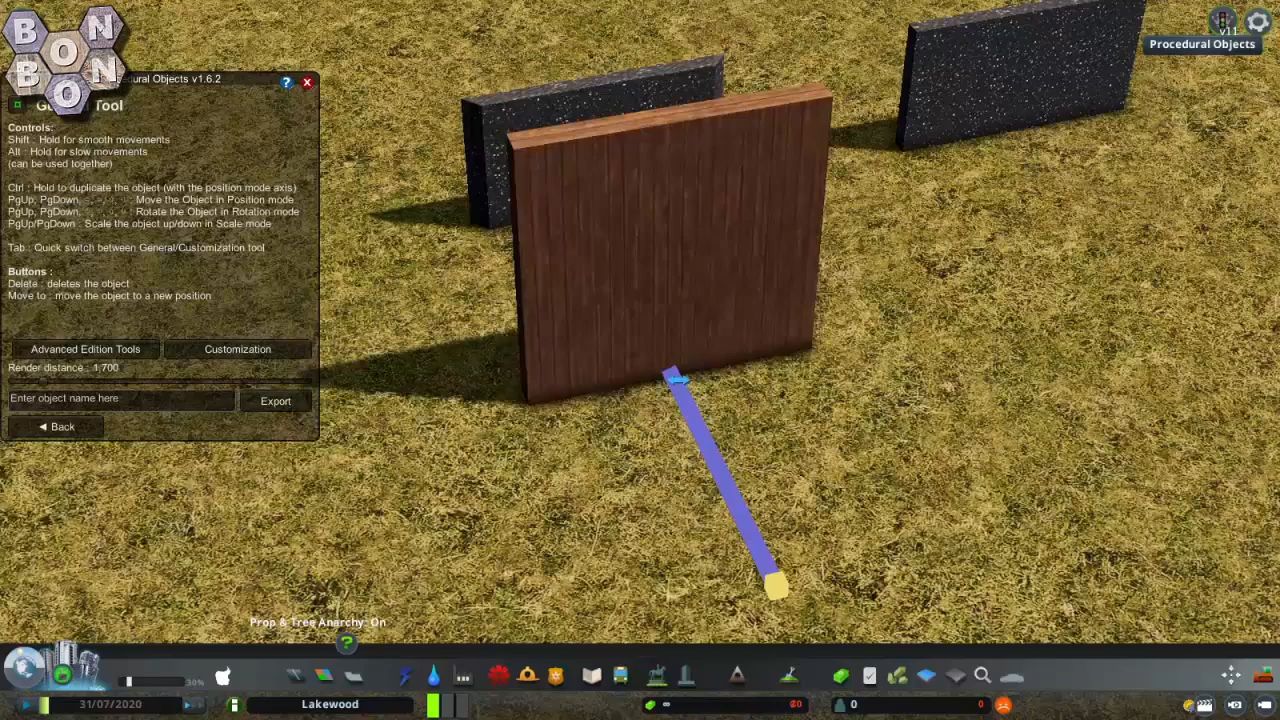 BONBON
v11
Procedural Objects
edural Objects v1.6.2
Tool
Controls:
Shift : Hold for smooth movements
Alt : Hold for slow movements
(can be used together)
Ctrl : Hold to duplicate the object (with the position mode axis)
PgUp, PgDown, : Move the Object in Position mode
PgUp, PgDown, : Rotate the Object in Rotation mode
PgUp/PgDown : Scale the object up/down in Scale mode
Tab : Quick switch between General/Customization tool
Buttons :
Delete : deletes the object
Move to : move the object to a new position
Advanced Edition Tools
Customization
Render distance : 1,700
Enter object name here
Export
◀ Back
Prop & Tree Anarchy: On
30%
31/07/2020
Lakewood
∞
0
0